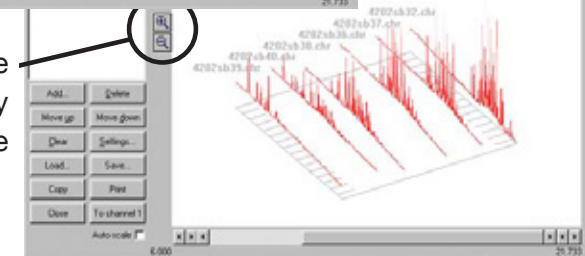 21.733
4202sb32.chr
4202sb37.chr
4202sb36.chr
4202sb38.chr
4202sb40.chr
4202sb35.chr
e
y
e
Add... Delete
Move up Move down
Clear Settings...
Load... Save...
Copy Print
Close To channel 1
Auto scale
6.000 21.733